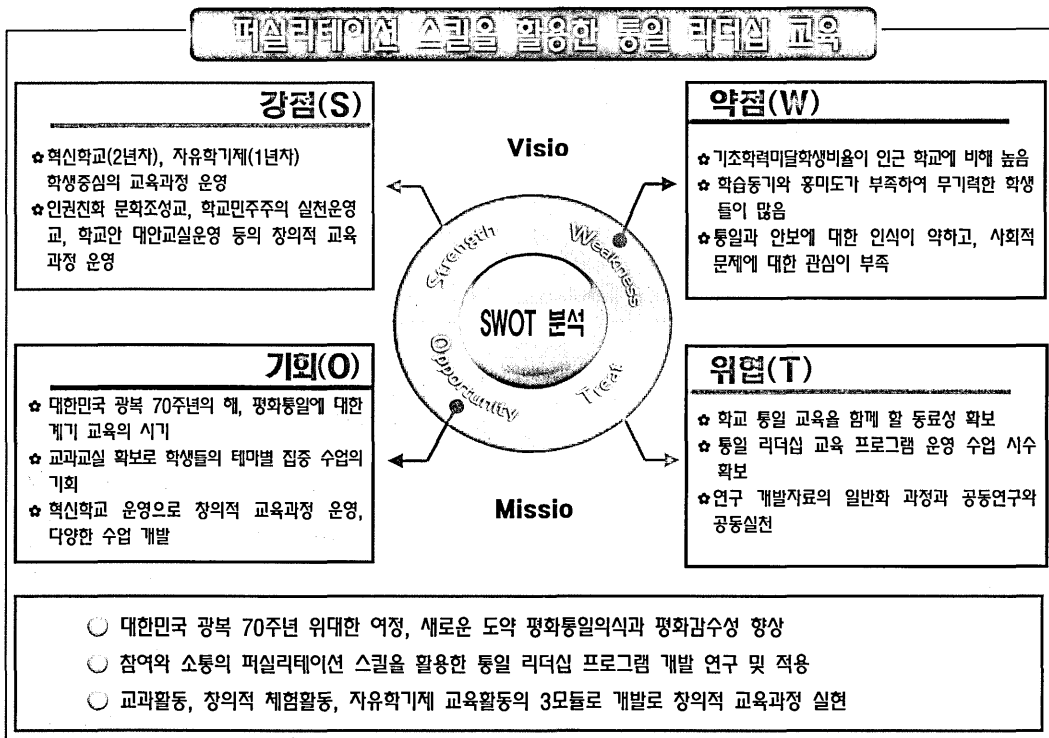 퍼실리테이션 스킬을 활용한 통일 리더십 교육
강점(S)
✿혁신학교(2년차), 자유학기제(1년차)
학생중심의 교육과정 운영
✿인권친화 문화조성교, 학교민주주의 실천운영
교, 학교안 대안교실운영 등의 창의적 교육
과정 운영
Visio
약점(W)
✿기초학력미달학생비율이 인근 학교에 비해 높음
✿ 학습동기와 흥미도가 부족하여 무기력한 학생
들이 많음
✿통일과 안보에 대한 인식이 약하고, 사회적
문제에 대한 관심이 부족
Strength
Weakness
SWOT 분석
Opportunity
Treat
기회(O)
✿ 대한민국 광복 70주년의 해, 평화통일에 대한
계기 교육의 시기
✿ 교과교실 확보로 학생들의 테마별 집중 수업의
기회
✿ 혁신학교 운영으로 창의적 교육과정 운영,
다양한 수업 개발
Missio
위협(T)
✿ 학교 통일 교육을 함께 할 동료성 확보
✿ 통일 리더십 교육 프로그램 운영 수업 시수
확보
✿연구 개발자료의 일반화 과정과 공동연구와
공동실천
○ 대한민국 광복 70주년 위대한 여정, 새로운 도약 평화통일의식과 평화감수성 향상
○ 참여와 소통의 퍼실리테이션 스킬을 활용한 통일 리더십 프로그램 개발 연구 및 적용
○ 교과활동, 창의적 체험활동, 자유학기제 교육활동의 3모듈로 개발로 창의적 교육과정 실현